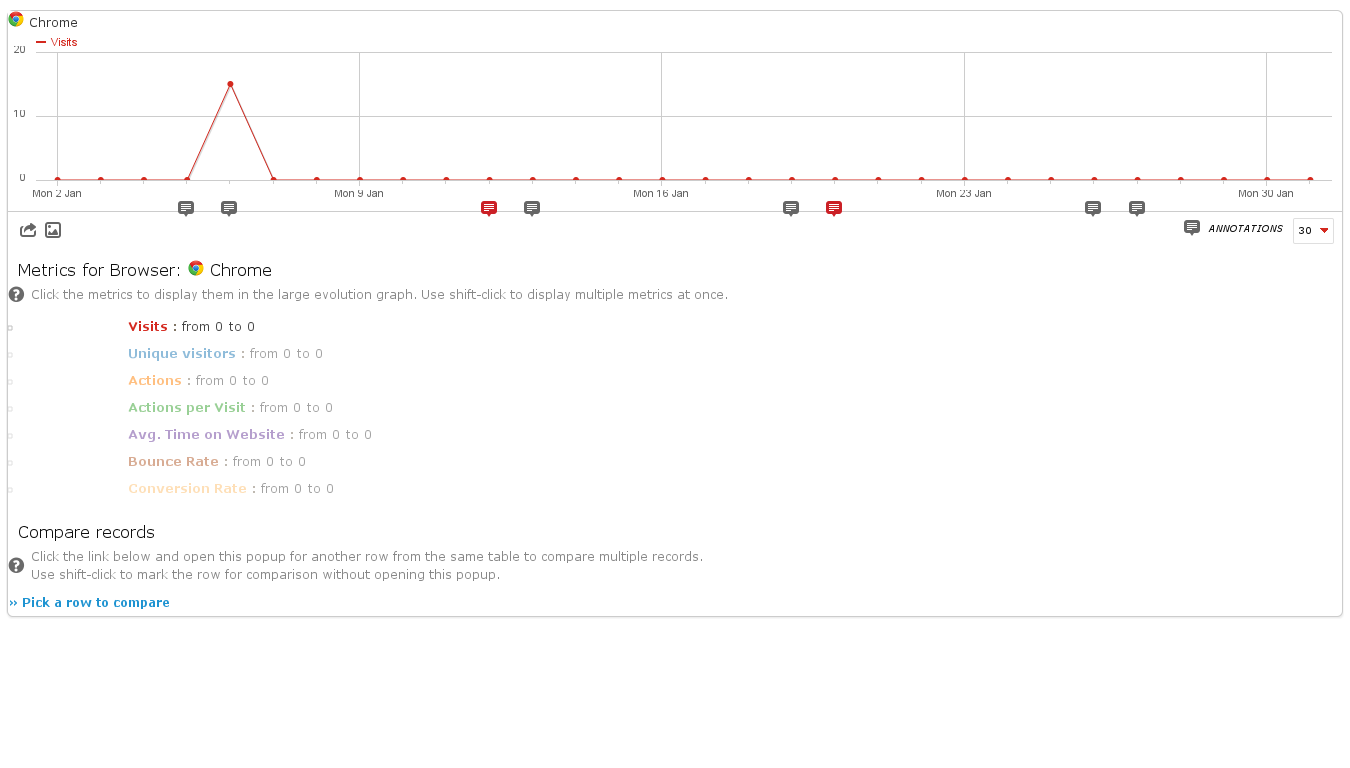 Chrome
Visits
20
10
0
Mon 2 Jan Mon 9 Jan Mon 16 Jan Mon 23 Jan Mon 30 Jan
ANNOTATIONS 30
Metrics for Browser: Chrome
? Click the metrics to display them in the large evolution graph. Use shift-click to display multiple metrics at once.
Visits : from 0 to 0
Unique visitors : from 0 to 0
Actions : from 0 to 0
Actions per Visit : from 0 to 0
Avg. Time on Website : from 0 to 0
Bounce Rate : from 0 to 0
Conversion Rate : from 0 to 0
Compare records
? Click the link below and open this popup for another row from the same table to compare multiple records.
Use shift-click to mark the row for comparison without opening this popup.
» Pick a row to compare